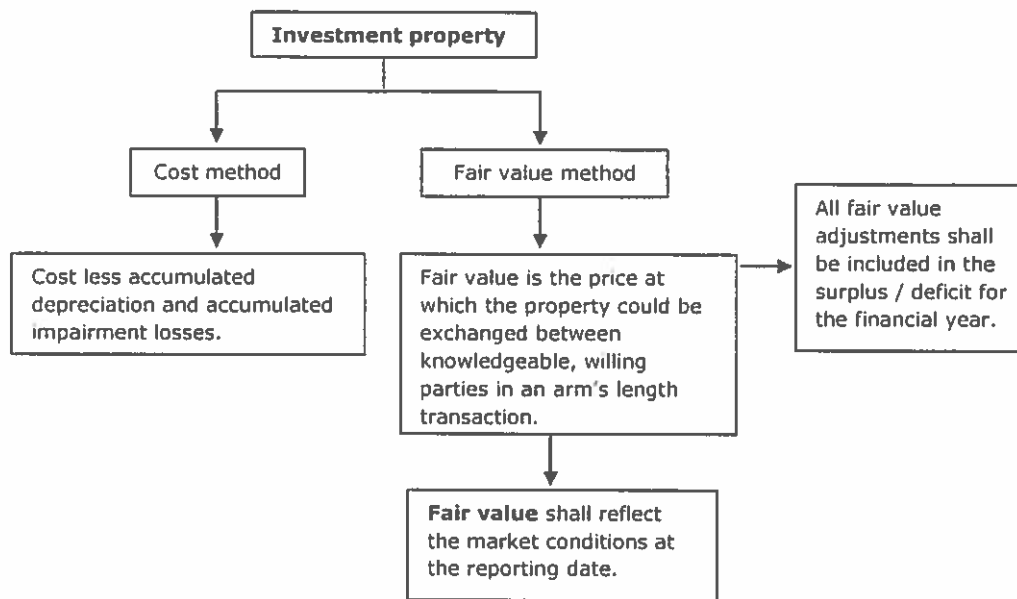 Investment property
Cost method
Fair value method
Cost less accumulated
depreciation and accumulated
impairment losses.
Fair value is the price at
which the property could be
exchanged between
knowledgeable, willing
parties in an arm's length
transaction.
All fair value
adjustments shall
be included in the
surplus / deficit for
the financial year.
Fair value shall reflect
the market conditions at
the reporting date.